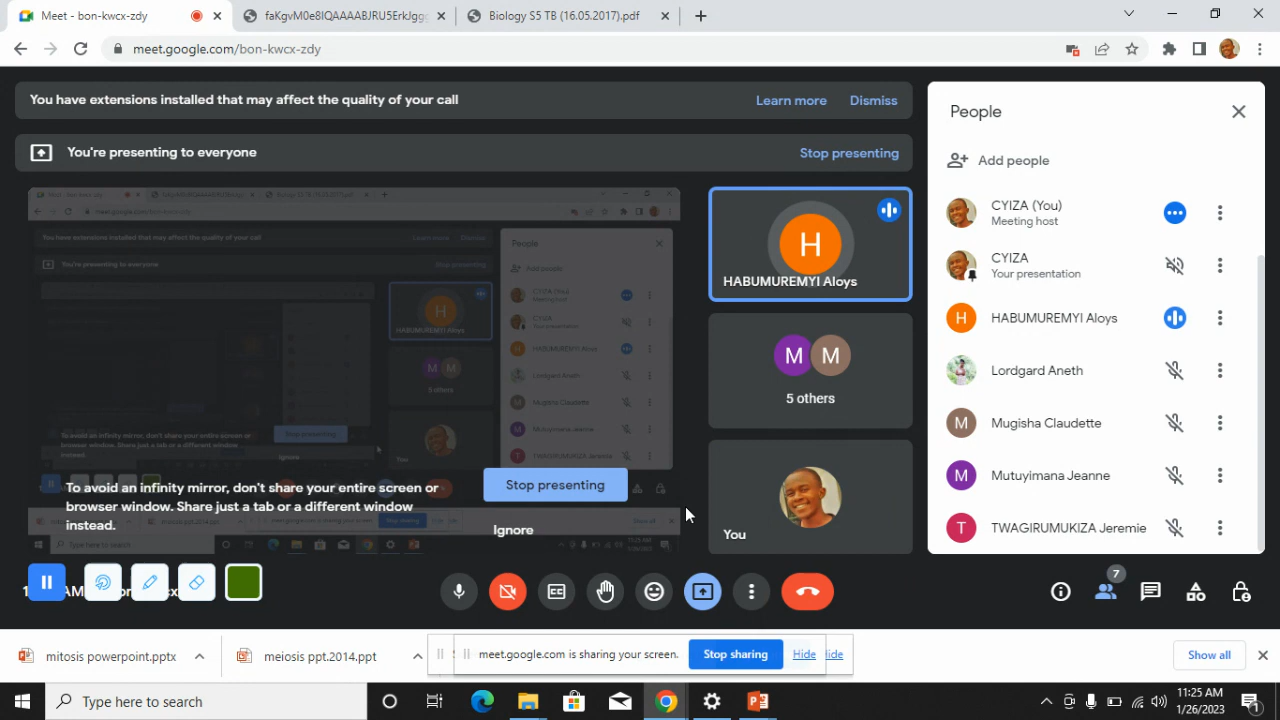 Meet - bon-kwcx-zdy
faKgvM0e8IQAAAABJRU5ErkJggg
Biology S5 TB (16.05.2017).pdf
meet.google.com/bon-kwcx-zdy
You have extensions installed that may affect the quality of your call
Learn more
Dismiss
You're presenting to everyone
Stop presenting
People
Add people
CYIZA (You)
Meeting host
CYIZA
Your presentation
HABUMUREMYI Aloys
Lordgard Aneth
M
Mugisha Claudette
M
Mutuyimana Jeanne
T
TWAGIRUMUKIZA Jeremie
H
H
HABUMUREMYI Aloys
M M
5 others
You
To avoid an infinity mirror, don't share your entire screen or
browser window. Share just a tab or a different window
instead.
Stop presenting
Ignore
7
mitosis powerpoint.pptx
meiosis ppt.2014.ppt
meet.google.com is sharing your screen.
Stop sharing
Hide
Show all
Type here to search
11:25 AM
1/26/2023